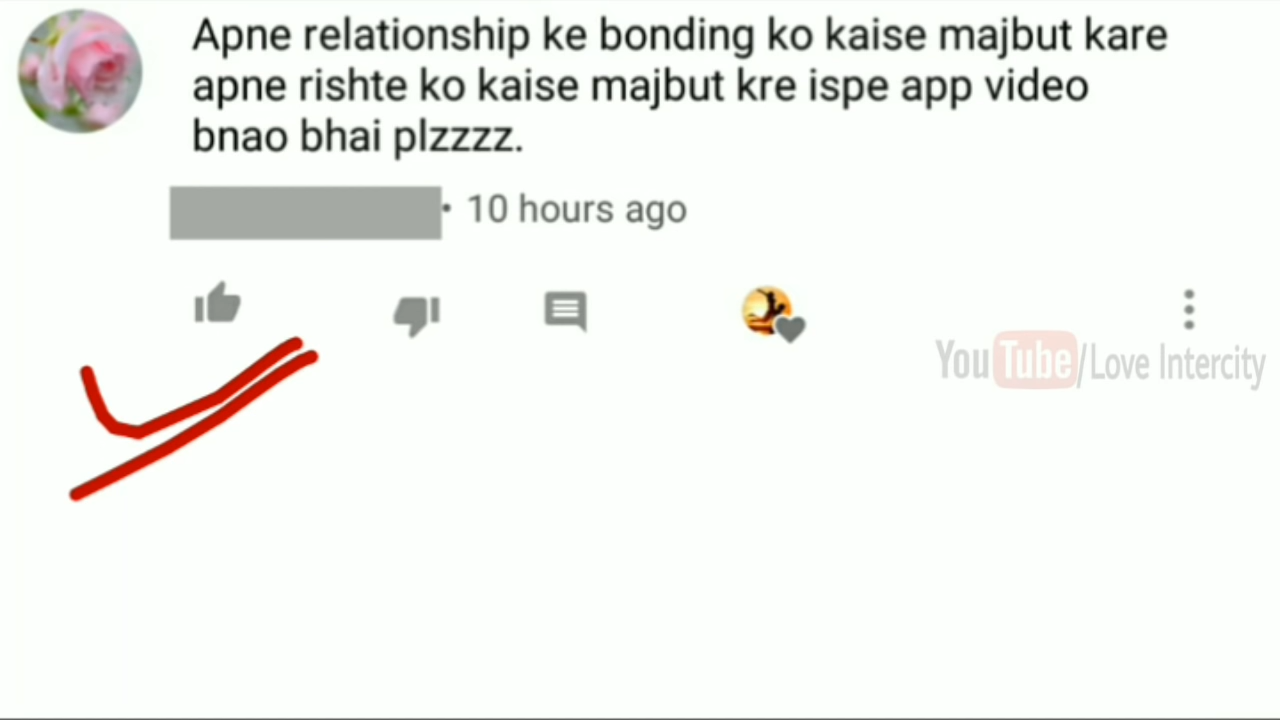 Apne relationship ke bonding ko kaise majbut kare
apne rishte ko kaise majbut kre ispe app video
bnao bhai plzzzz.
• 10 hours ago
YouTube/Love Intercity